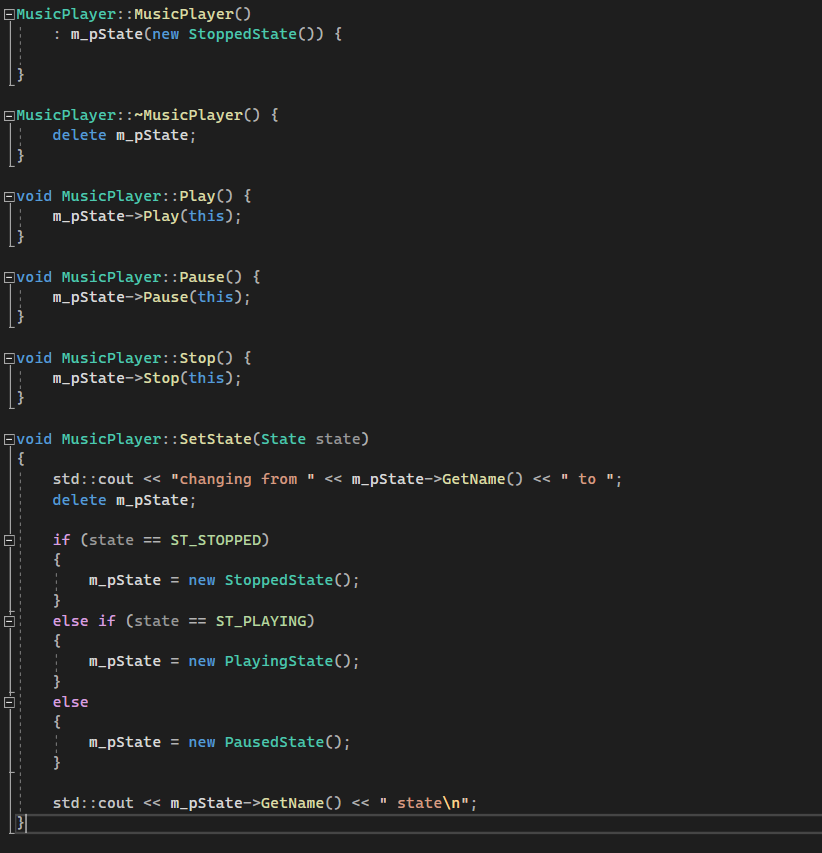 MusicPlayer::MusicPlayer()
    : m_pState(new StoppedState()) {

}

MusicPlayer::~MusicPlayer() {
    delete m_pState;
}

void MusicPlayer::Play() {
    m_pState->Play(this);
}

void MusicPlayer::Pause() {
    m_pState->Pause(this);
}

void MusicPlayer::Stop() {
    m_pState->Stop(this);
}

void MusicPlayer::SetState(State state)
{
    std::cout << "changing from " << m_pState->GetName() << " to ";
    delete m_pState;

    if (state == ST_STOPPED)
    {
        m_pState = new StoppedState();
    }
    else if (state == ST_PLAYING)
    {
        m_pState = new PlayingState();
    }
    else
    {
        m_pState = new PausedState();
    }

    std::cout << m_pState->GetName() << " state\n";
}